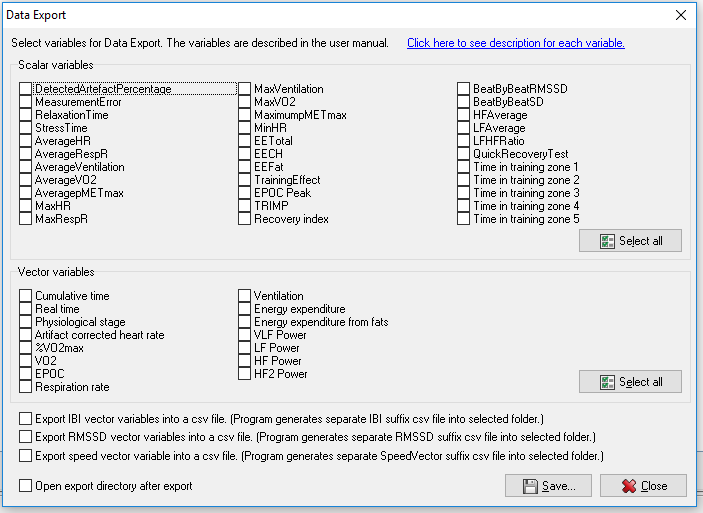 Data Export
Select variables for Data Export. The variables are described in the user manual. Click here to see description for each variable.
Scalar variables
DetectedArtefactPercentage
MeasurementError
RelaxationTime
StressTime
AverageHR
AverageRespR
AverageVentilation
AverageVO2
AveragepMETmax
MaxHR
MaxRespR
MaxVentilation
MaxVO2
MaximumpMETmax
MinHR
EETotal
EECH
EEFat
TrainingEffect
EPOC Peak
TRIMP
Recovery index
BeatByBeatRMSSD
BeatByBeatSD
HFAverage
LFAverage
LFHFRatio
QuickRecoveryTest
Time in training zone 1
Time in training zone 2
Time in training zone 3
Time in training zone 4
Time in training zone 5
Select all
Vector variables
Cumulative time
Real time
Physiological stage
Artifact corrected heart rate
%VO2max
VO2
EPOC
Respiration rate
Ventilation
Energy expenditure
Energy expenditure from fats
VLF Power
LF Power
HF Power
HF2 Power
Select all
Export IBI vector variables into a csv file. (Program generates separate IBI suffix csv file into selected folder.)
Export RMSSD vector variables into a csv file. (Program generates separate RMSSD suffix csv file into selected folder.)
Export speed vector variable into a csv file. (Program generates separate SpeedVector suffix csv file into selected folder.)
Open export directory after export
Save...
Close